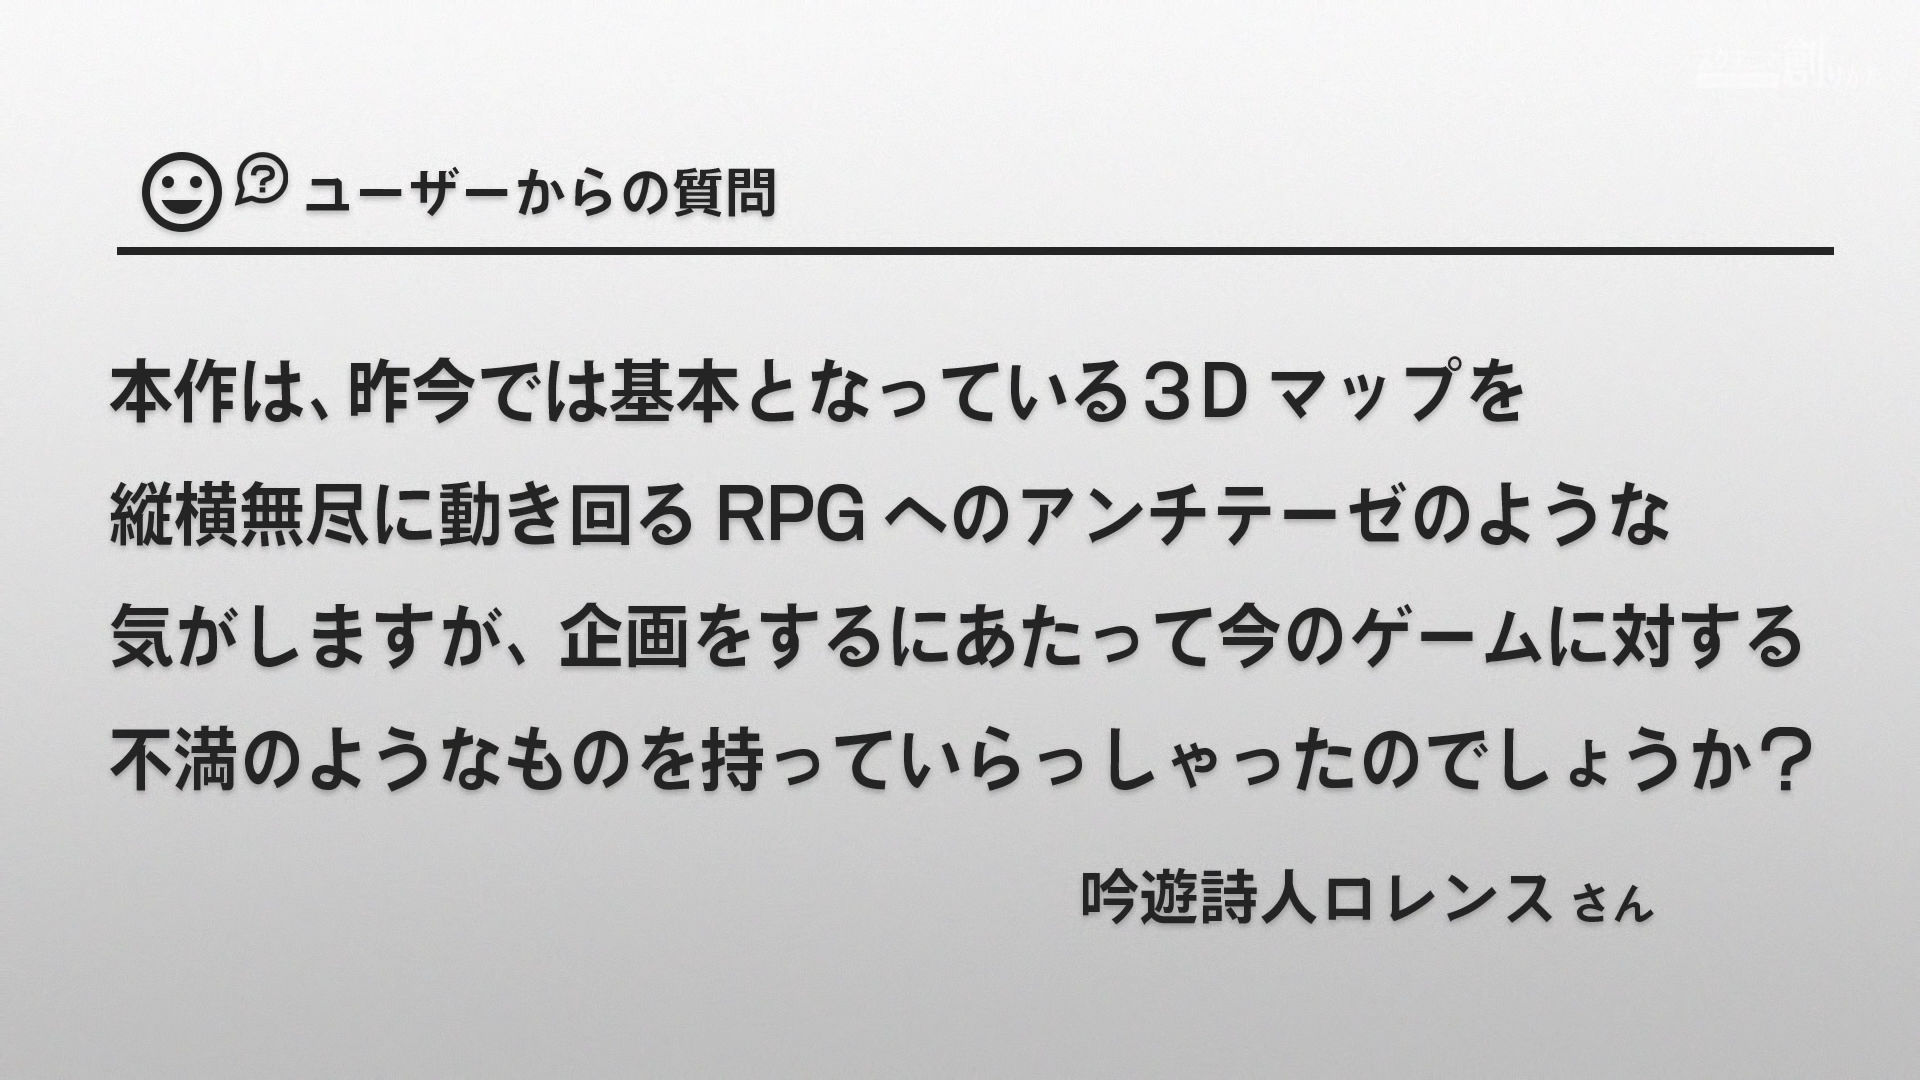 ユーザーからの質問
本作は、昨今では基本となっている3Dマップを
縦横無尽に動き回るRPGへのアンチテーゼのような
気がしますが、企画をするにあたって今のゲームに対する
不満のようなものを持っていらっしゃったのでしょうか?
吟遊詩人ロレンスさん